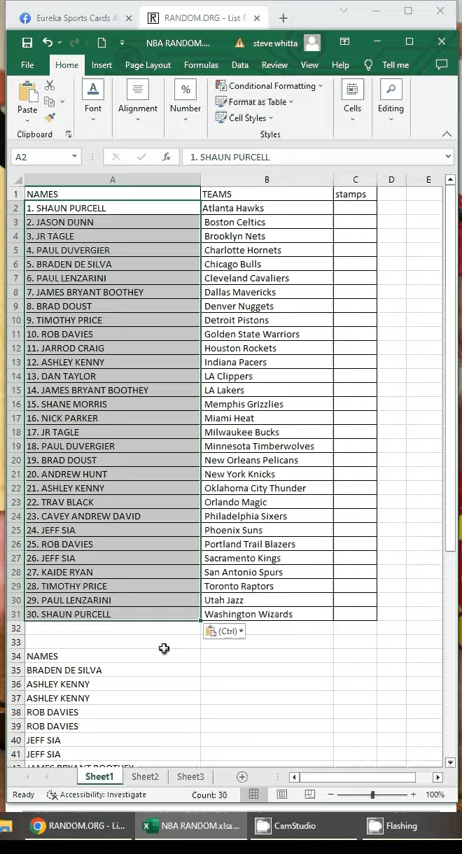 Eureka Sports Cards A
RANDOM.ORG - List R
NBA RANDOM....
steve whitta
File Home Insert Page Layout Formulas Data Review View Help Tell me
Paste
Clipboard
Font
Alignment
Number
Conditional Formatting
Format as Table
Cell Styles
Styles
Cells
Editing
A2
fx
1. SHAUN PURCELL
A B C D E
1 NAMES TEAMS stamps
2 1. SHAUN PURCELL Atlanta Hawks
3 2. JASON DUNN Boston Celtics
4 3. JR TAGLE Brooklyn Nets
5 4. PAUL DUVERGIER Charlotte Hornets
6 5. BRADEN DE SILVA Chicago Bulls
7 6. PAUL LENZARINI Cleveland Cavaliers
8 7. JAMES BRYANT BOOTHEY Dallas Mavericks
9 8. BRAD DOUST Denver Nuggets
10 9. TIMOTHY PRICE Detroit Pistons
11 10. ROB DAVIES Golden State Warriors
12 11. JARROD CRAIG Houston Rockets
13 12. ASHLEY KENNY Indiana Pacers
14 13. DAN TAYLOR LA Clippers
15 14. JAMES BRYANT BOOTHEY LA Lakers
16 15. SHANE MORRIS Memphis Grizzlies
17 16. NICK PARKER Miami Heat
18 17. JR TAGLE Milwaukee Bucks
19 18. PAUL DUVERGIER Minnesota Timberwolves
20 19. BRAD DOUST New Orleans Pelicans
21 20. ANDREW HUNT New York Knicks
22 21. ASHLEY KENNY Oklahoma City Thunder
23 22. TRAV BLACK Orlando Magic
24 23. CAVEY ANDREW DAVID Philadelphia Sixers
25 24. JEFF SIA Phoenix Suns
26 25. ROB DAVIES Portland Trail Blazers
27 26. JEFF SIA Sacramento Kings
28 27. KAIDE RYAN San Antonio Spurs
29 28. TIMOTHY PRICE Toronto Raptors
30 29. PAUL LENZARINI Utah Jazz
31 30. SHAUN PURCELL Washington Wizards
32 (Ctrl)
33
34 NAMES
35 BRADEN DE SILVA
36 ASHLEY KENNY
37 ASHLEY KENNY
38 ROB DAVIES
39 ROB DAVIES
40 JEFF SIA
41 JEFF SIA
Sheet1 Sheet2 Sheet3
Ready Accessibility: Investigate Count: 30 100%
RANDOM.ORG - Li...
NBA RANDOM.xlsx...
CamStudio
Flashing